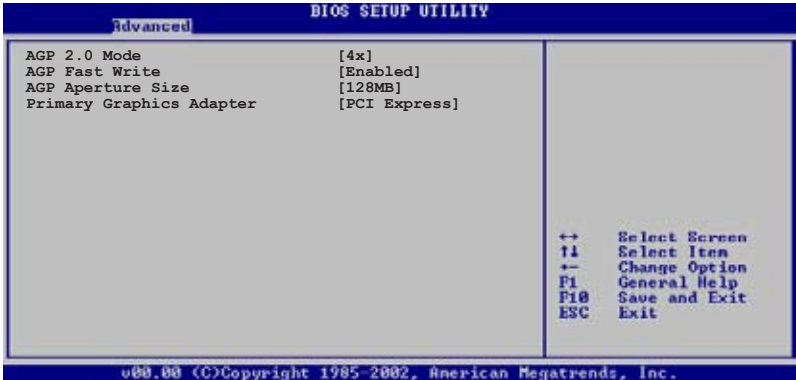 BIOS SETUP UTILITY
Advanced
AGP 2.0 Mode [4x]
AGP Fast Write [Enabled]
AGP Aperture Size [128MB]
Primary Graphics Adapter [PCI Express]
←→ Select Screen
↑↓ Select Item
+- Change Option
F1 General Help
F10 Save and Exit
ESC Exit
v00.00 (C)Copyright 1985-2002, American Megatrends, Inc.